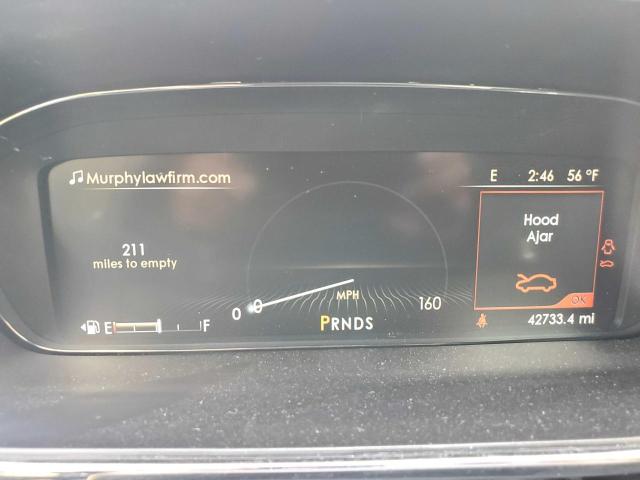 Murphylawfirm.com
E 2:46 56 °F
Hood
Ajar
OK
211
miles to empty
0 0 MPH 160
PRNDS
E F
42733.4 mi